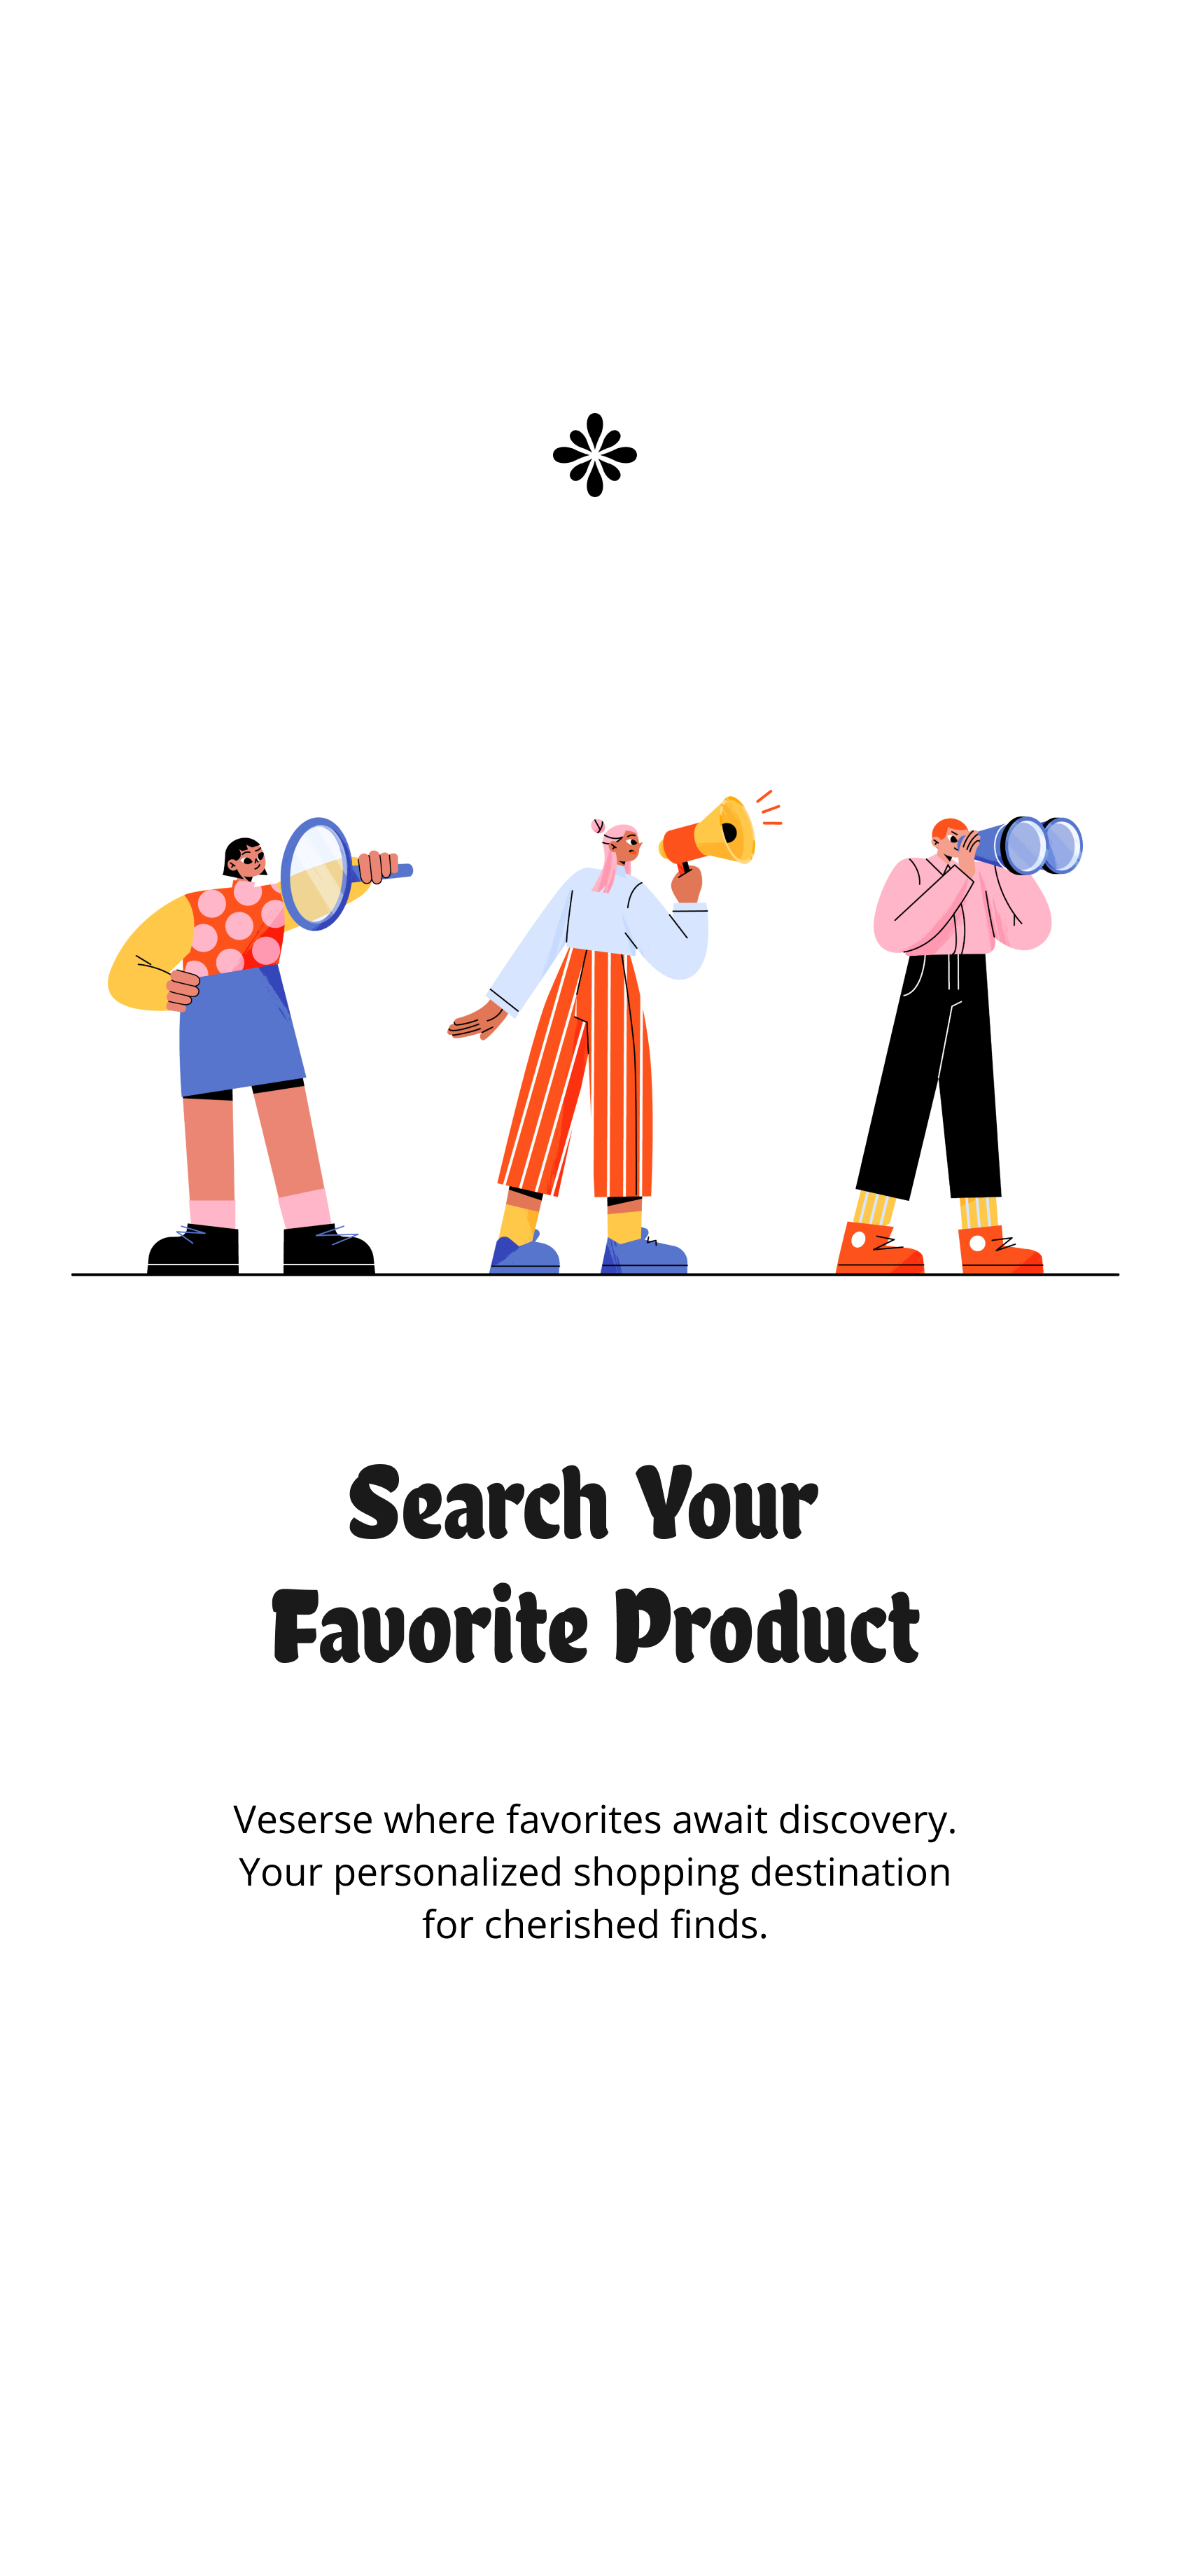 Search Your
Favorite Product
Veserse where favorites await discovery.
Your personalized shopping destination
for cherished finds.